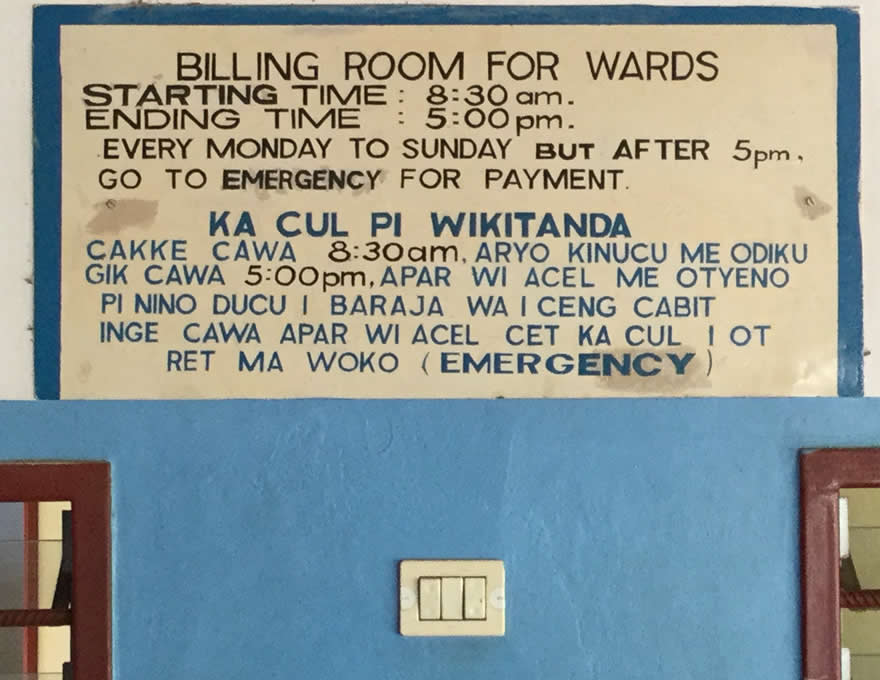 BILLING ROOM FOR WARDS
STARTING TIME : 8:30 am.
ENDING TIME : 5:00 pm.
EVERY MONDAY TO SUNDAY BUT AFTER 5pm,
GO TO EMERGENCY FOR PAYMENT.
KA CUL PI WIKITANDA
CAKKE CAWA 8:30am, ARYO KINUCU ME ODIKU
GIK CAWA 5:00pm, APAR WI ACEL ME OTYENO
PI NINO DUCU I BARAJA WA I CENG CABIT
INGE CAWA APAR WI ACEL CET KA CUL I OT
RET MA WOKO (EMERGENCY)